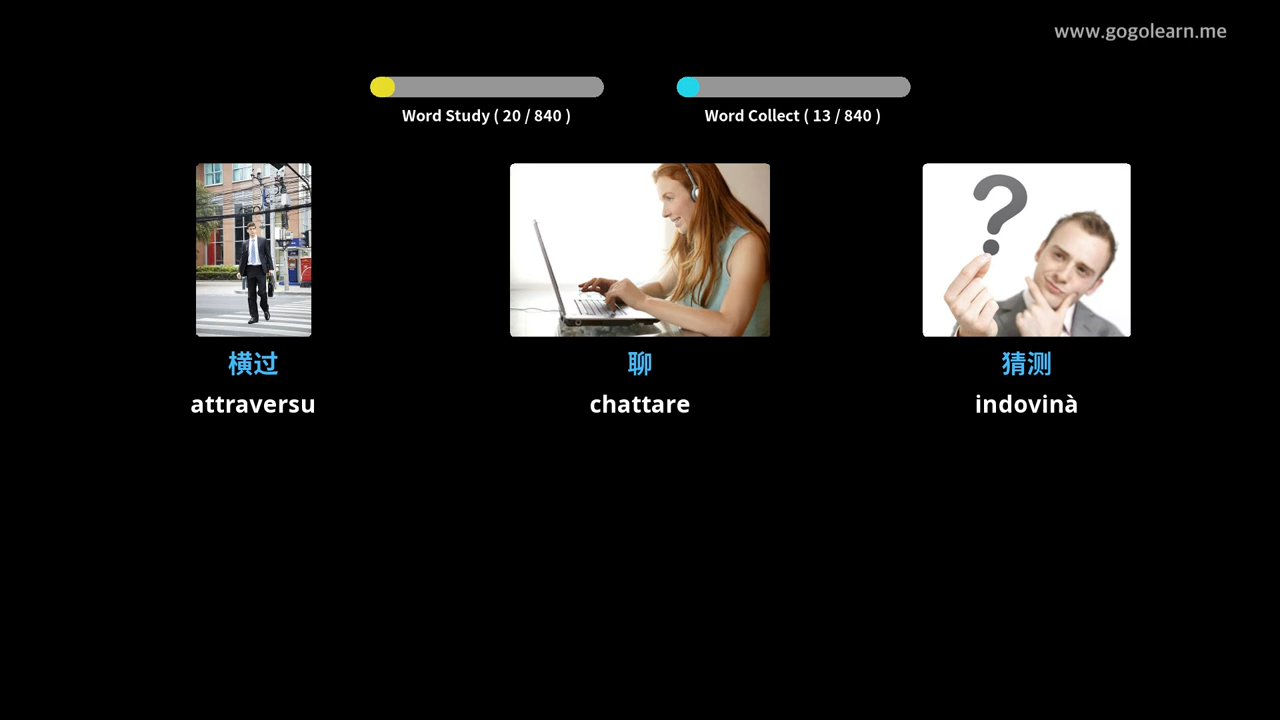 www.gogolearn.me
Word Study ( 20 / 840 )
Word Collect ( 13 / 840 )
横过
聊
猜测
attraversu
chattare
indovinà